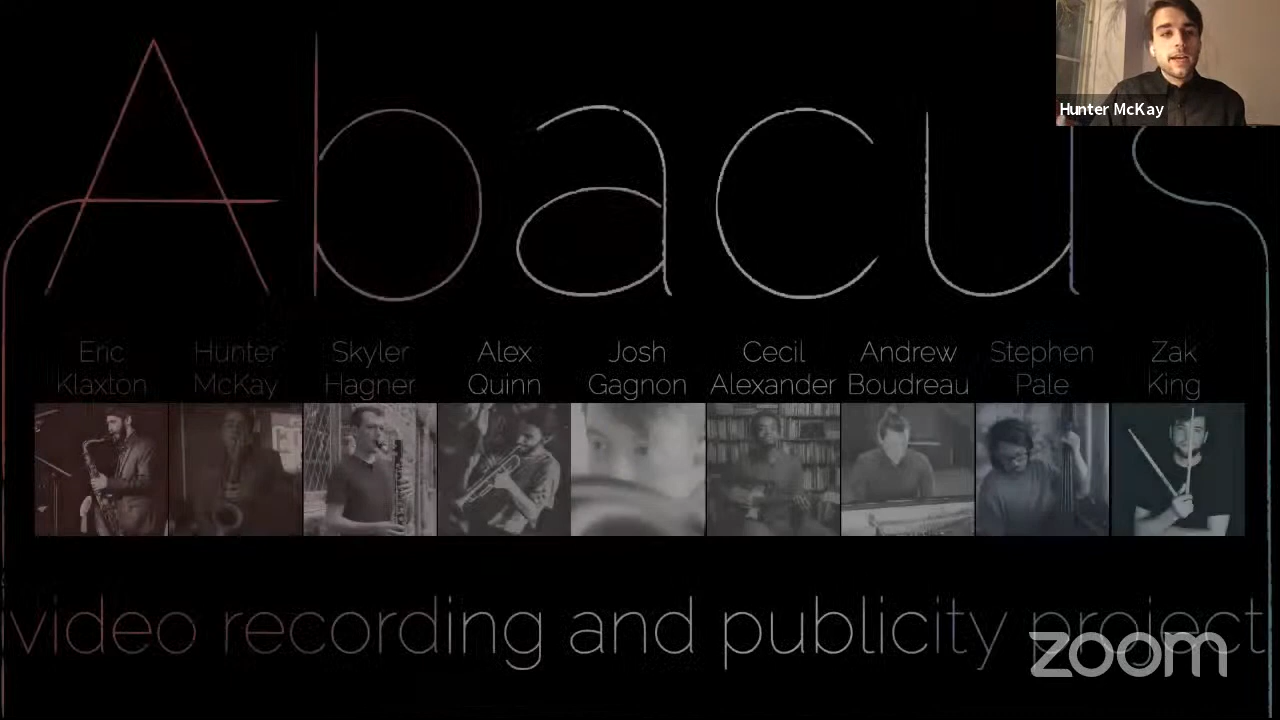 Abacus
Hunter McKay
Eric Klaxton
Hunter McKay
Skyler Hagner
Alex Quinn
Josh Gagnon
Cecil Alexander
Andrew Boudreau
Stephen Pale
Zak King
video recording and publicity project
zoom